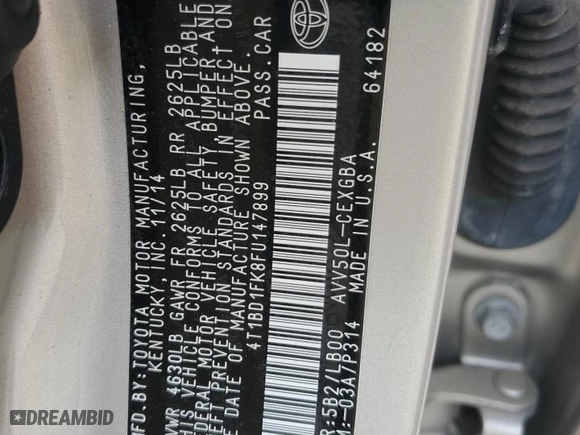 MFD.BY:TOYOTA MOTOR MANUFACTURING,
KENTUCKY, INC. 11/14
GVWR 4630LB GAWR FR 2625LB RR 2625LB
THIS VEHICLE CONFORMS TO ALL APPLICABLE
FEDERAL MOTOR VEHICLE SAFETY, BUMPER AND
THEFT PREVENTION STANDARDS IN EFFECT ON
THE DATE OF MANUFACTURE SHOWN ABOVE.
4T1BD1FK8FU147899 PASS.CAR
R:5B2/LB00 AVV50L-CEXGBA
M:-03A7P314 MADE IN U.S.A. 64182
DREAMBID
DREAMBID.COM